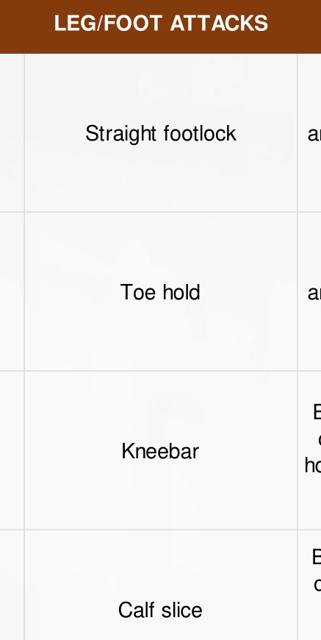 LEG/FOOT ATTACKS
Straight footlock
Toe hold
Kneebar
Calf slice